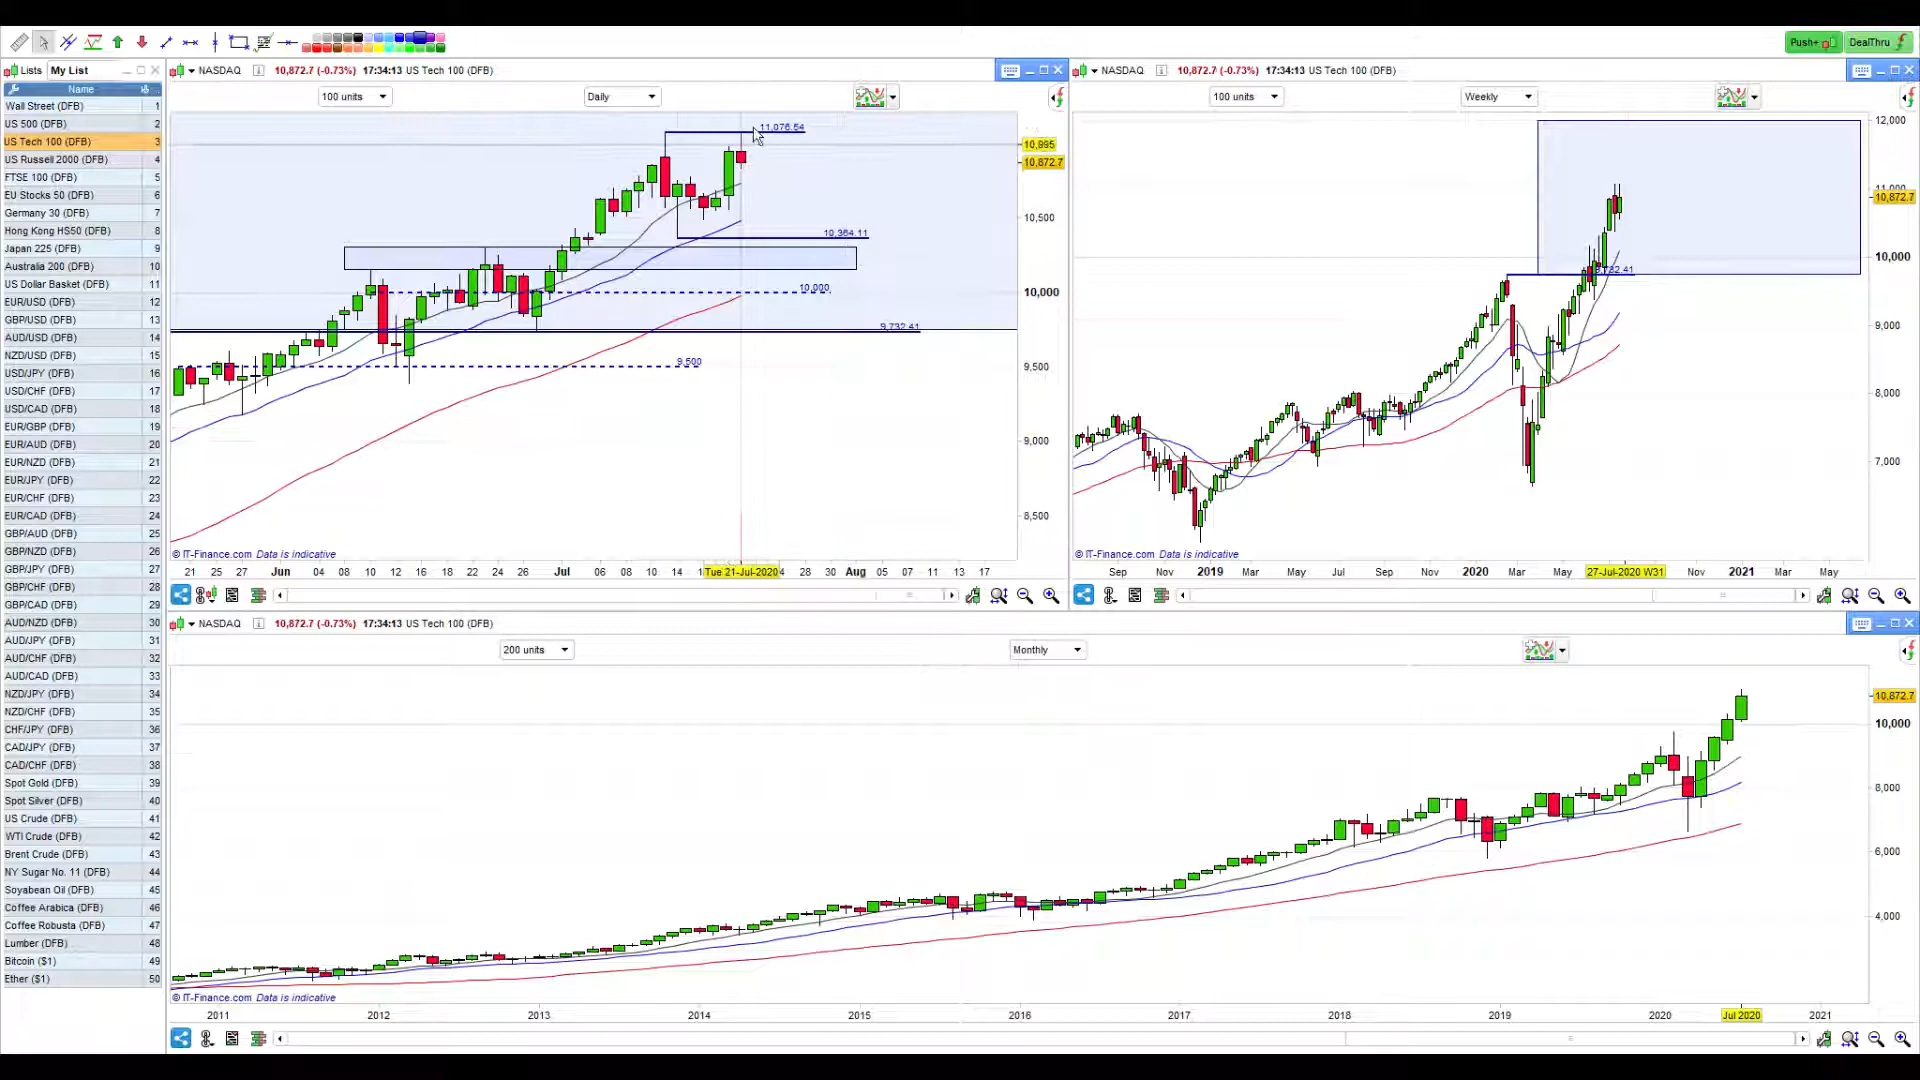 Push+
DealThru
Lists
My List
Name
Wall Street (DFB) 1
US 500 (DFB) 2
US Tech 100 (DFB) 3
US Russell 2000 (DFB) 4
FTSE 100 (DFB) 5
EU Stocks 50 (DFB) 6
Germany 30 (DFB) 7
Hong Kong HS50 (DFB) 8
Japan 225 (DFB) 9
Australia 200 (DFB) 10
US Dollar Basket (DFB) 11
EUR/USD (DFB) 12
GBP/USD (DFB) 13
AUD/USD (DFB) 14
NZD/USD (DFB) 15
USD/JPY (DFB) 16
USD/CHF (DFB) 17
USD/CAD (DFB) 18
EUR/GBP (DFB) 19
EUR/AUD (DFB) 20
EUR/NZD (DFB) 21
EUR/JPY (DFB) 22
EUR/CHF (DFB) 23
EUR/CAD (DFB) 24
GBP/AUD (DFB) 25
GBP/NZD (DFB) 26
GBP/JPY (DFB) 27
GBP/CHF (DFB) 28
GBP/CAD (DFB) 29
AUD/NZD (DFB) 30
AUD/JPY (DFB) 31
AUD/CHF (DFB) 32
AUD/CAD (DFB) 33
NZD/JPY (DFB) 34
NZD/CHF (DFB) 35
CHF/JPY (DFB) 36
CAD/JPY (DFB) 37
CAD/CHF (DFB) 38
Spot Gold (DFB) 39
Spot Silver (DFB) 40
US Crude (DFB) 41
WTI Crude (DFB) 42
Brent Crude (DFB) 43
NY Sugar No. 11 (DFB) 44
Soyabean Oil (DFB) 45
Coffee Arabica (DFB) 46
Coffee Robusta (DFB) 47
Lumber (DFB) 48
Bitcoin ($1) 49
Ether ($1) 50
NASDAQ 10,872.7 (-0.73%) 17:34:13 US Tech 100 (DFB)
100 units
Daily
11,076.54
10,995
10,872.7
10,500
10,364.11
10,000
10,000
9,732.41
9,500
9,500
9,000
8,500
© IT-Finance.com Data is indicative
21 25 27 Jun 04 08 10 12 16 18 22 24 26 Jul 06 08 10 14 Tue 21-Jul-2020 28 30 Aug 05 07 11 13 17
NASDAQ 10,872.7 (-0.73%) 17:34:13 US Tech 100 (DFB)
100 units
Weekly
12,000
10,872.7
10,000
9,732.41
9,000
8,000
7,000
© IT-Finance.com Data is indicative
Sep Nov 2019 Mar May Jul Sep Nov 2020 Mar May 27-Jul-2020 W31 Nov 2021 Mar May
NASDAQ 10,872.7 (-0.73%) 17:34:13 US Tech 100 (DFB)
200 units
Monthly
10,872.7
10,000
8,000
6,000
4,000
© IT-Finance.com Data is indicative
2011 2012 2013 2014 2015 2016 2017 2018 2019 2020 Jul 2020 2021